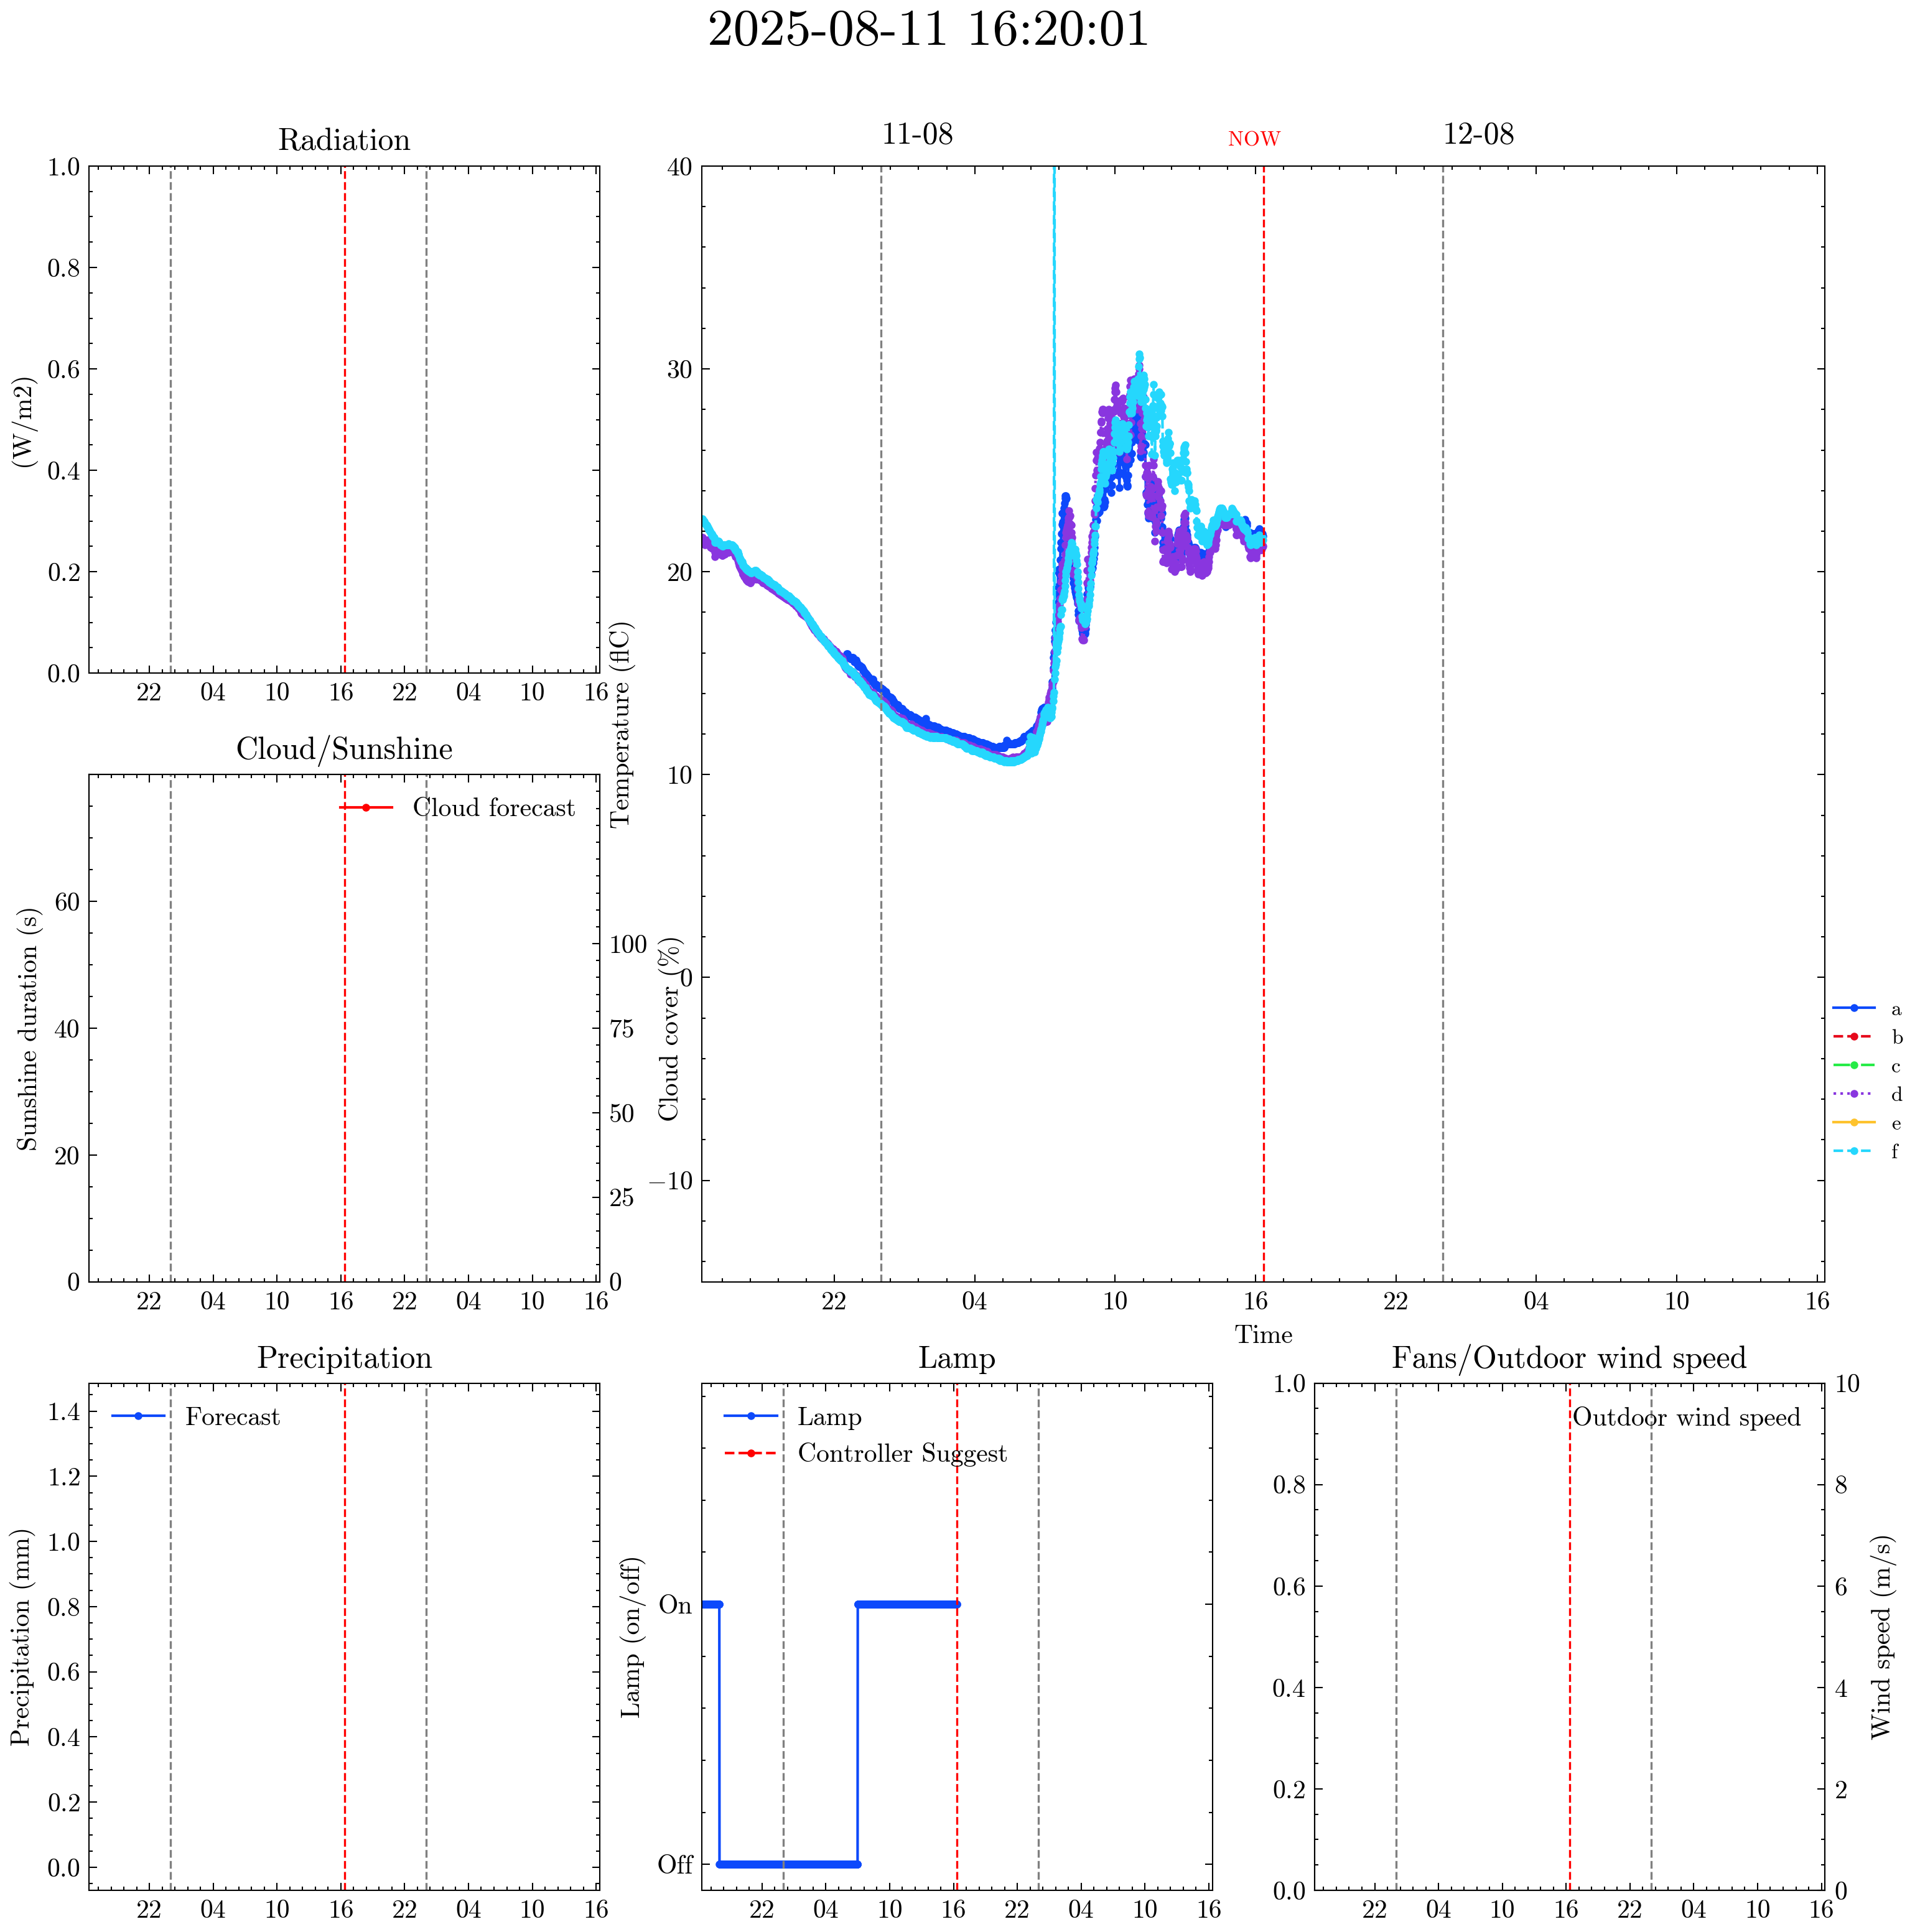 2025-08-11 16:20:01
Radiation
1.0
0.8
0.6
0.4
0.2
0.0
(W/m2)
22 04 10 16 22 04 10 16
11-08
NOW
12-08
40
30
20
10
0
−10
Temperature (flC)
22 04 10 16 22 04 10 16
Time
a
b
c
d
e
f
Cloud/Sunshine
Cloud forecast
60
40
20
0
Sunshine duration (s)
100
75
50
25
0
Cloud cover (%)
22 04 10 16 22 04 10 16
Precipitation
Forecast
1.4
1.2
1.0
0.8
0.6
0.4
0.2
0.0
Precipitation (mm)
22 04 10 16 22 04 10 16
Lamp
Lamp
Controller Suggest
On
Off
Lamp (on/off)
22 04 10 16 22 04 10 16
Fans/Outdoor wind speed
Outdoor wind speed
1.0
0.8
0.6
0.4
0.2
0.0
10
8
6
4
2
0
Wind speed (m/s)
22 04 10 16 22 04 10 16